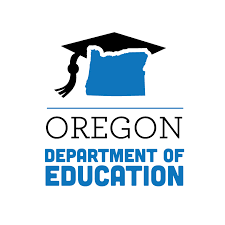 OREGON
DEPARTMENT OF
EDUCATION